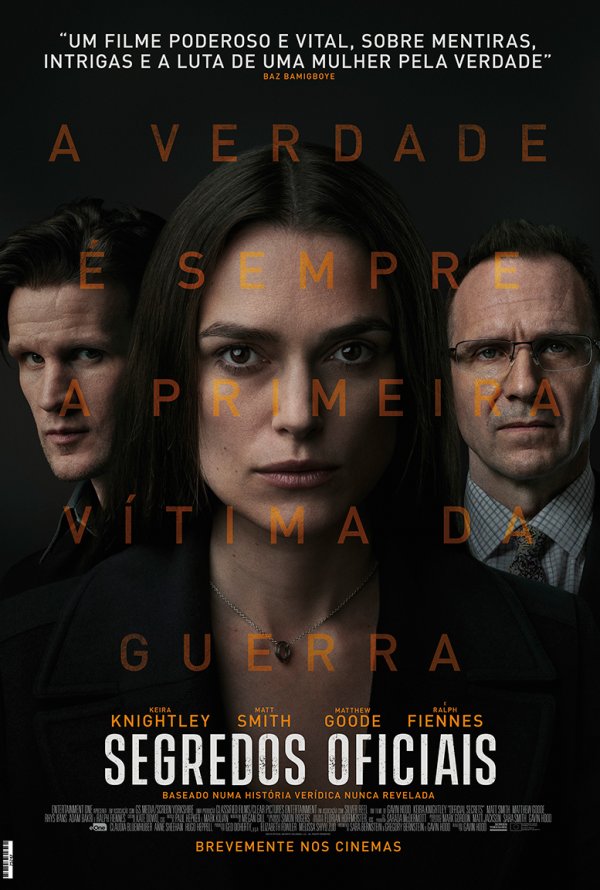 “UM FILME PODEROSO E VITAL, SOBRE MENTIRAS,
INTRIGAS E A LUTA DE UMA MULHER PELA VERDADE”
BAZ BAMIGBOYE
A VERDADE
É SEMPRE
A PRIMEIRA
VÍTIMA DA
GUERRA
KEIRA KNIGHTLEY MATT SMITH MATTHEW GOODE E RALPH FIENNES
SEGREDOS OFICIAIS
BASEADO NUMA HISTÓRIA VERÍDICA NUNCA REVELADA
BREVEMENTE NOS CINEMAS